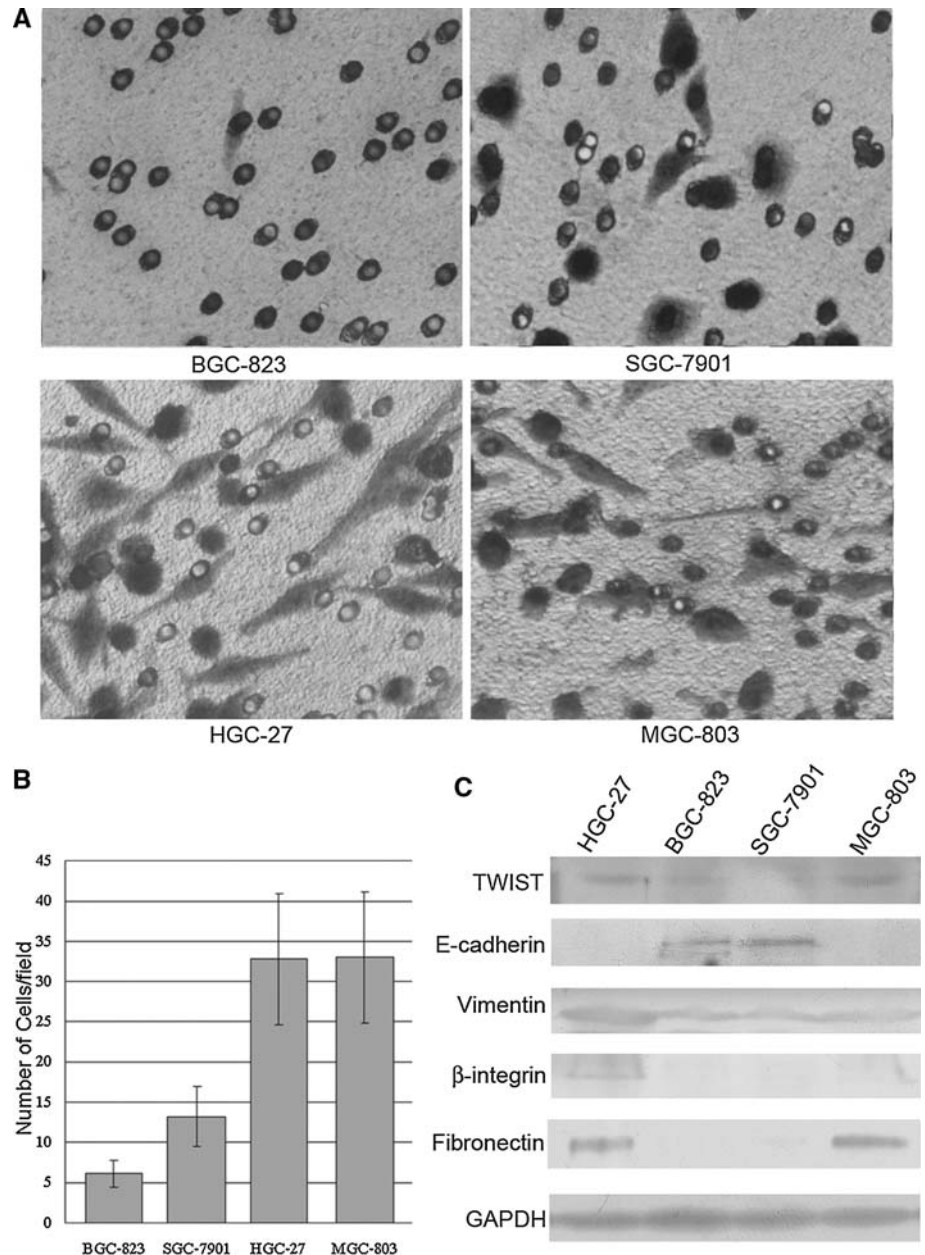 A
BGC-823
SGC-7901
HGC-27
MGC-803
B
Number of Cells/field
45
40
35
30
25
20
15
10
5
0
BGC-823
SGC-7901
HGC-27
MGC-803
C
HGC-27
BGC-823
SGC-7901
MGC-803
TWIST
E-cadherin
Vimentin
β-integrin
Fibronectin
GAPDH